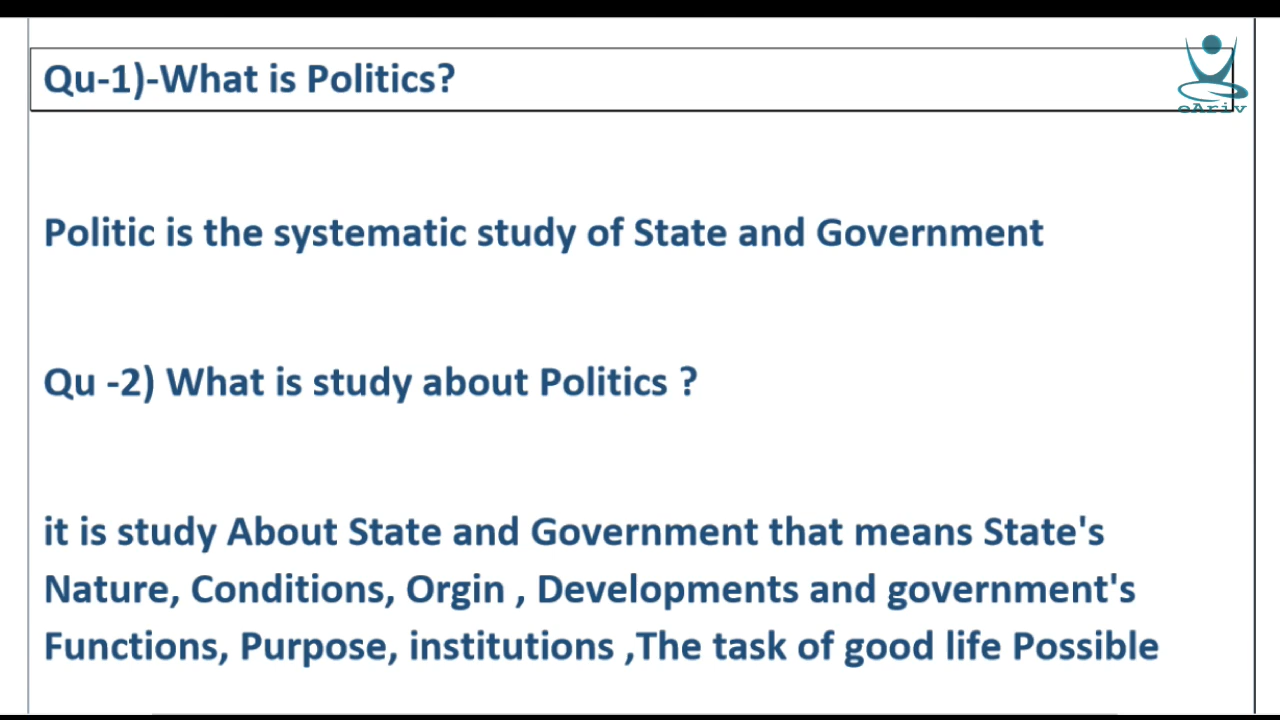 Qu-1)-What is Politics?
eAriv
Politic is the systematic study of State and Government
Qu -2) What is study about Politics ?
it is study About State and Government that means State's
Nature, Conditions, Orgin , Developments and government's
Functions, Purpose, institutions ,The task of good life Possible